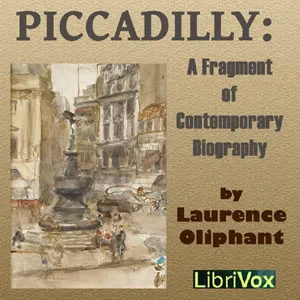 PICCADILLY:
A Fragment
of
Contemporary
Biography
by
Laurence
Oliphant
LibriVox